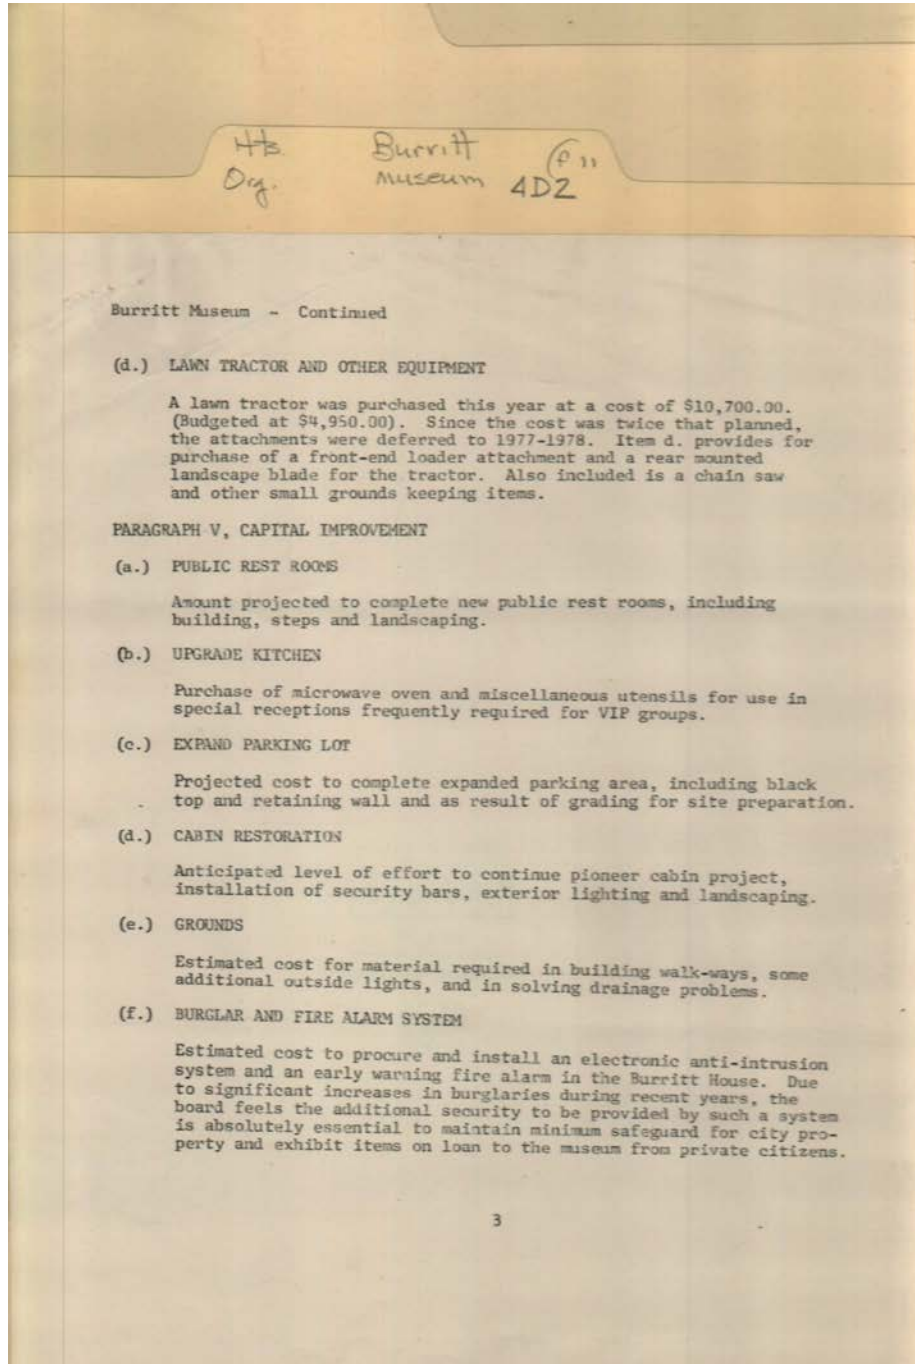 Hts. Burritt p 11
Org. Museum 4D2
Burritt Museum - Continued
(d.) LAWN TRACTOR AND OTHER EQUIPMENT
A lawn tractor was purchased this year at a cost of $10,700.00.
(Budgeted at $4,950.00). Since the cost was twice that planned,
the attachments were deferred to 1977-1978. Item d. provides for
purchase of a front-end loader attachment and a rear mounted
landscape blade for the tractor. Also included is a chain saw
and other small grounds keeping items.
PARAGRAPH V, CAPITAL IMPROVEMENT
(a.) PUBLIC REST ROOMS
Amount projected to complete new public rest rooms, including
building, steps and landscaping.
(b.) UPGRADE KITCHEN
Purchase of microwave oven and miscellaneous utensils for use in
special receptions frequently required for VIP groups.
(c.) EXPAND PARKING LOT
Projected cost to complete expanded parking area, including black
top and retaining wall and as result of grading for site preparation.
(d.) CABIN RESTORATION
Anticipated level of effort to continue pioneer cabin project,
installation of security bars, exterior lighting and landscaping.
(e.) GROUNDS
Estimated cost for material required in building walk-ways, some
additional outside lights, and in solving drainage problems.
(f.) BURGLAR AND FIRE ALARM SYSTEM
Estimated cost to procure and install an electronic anti-intrusion
system and an early warning fire alarm in the Burritt House. Due
to significant increases in burglaries during recent years, the
board feels the additional security to be provided by such a system
is absolutely essential to maintain minimum safeguard for city pro-
perty and exhibit items on loan to the museum from private citizens.
3